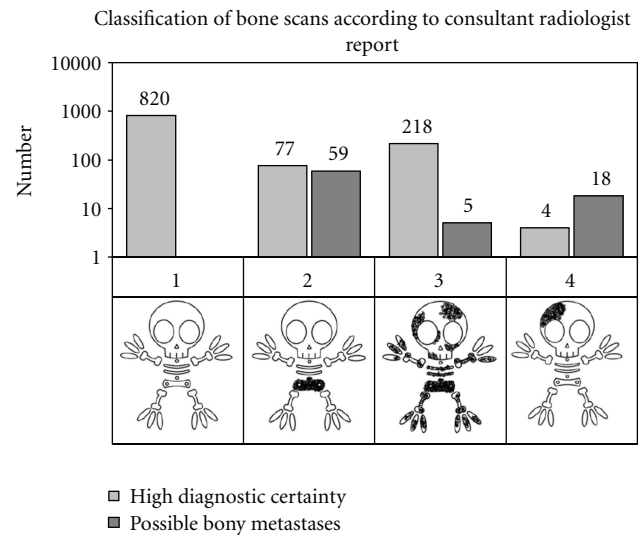 Classification of bone scans according to consultant radiologist
report
10000
1000
100
10
1
Number
820
77
59
218
5
4
18
1 2 3 4
High diagnostic certainty
Possible bony metastases